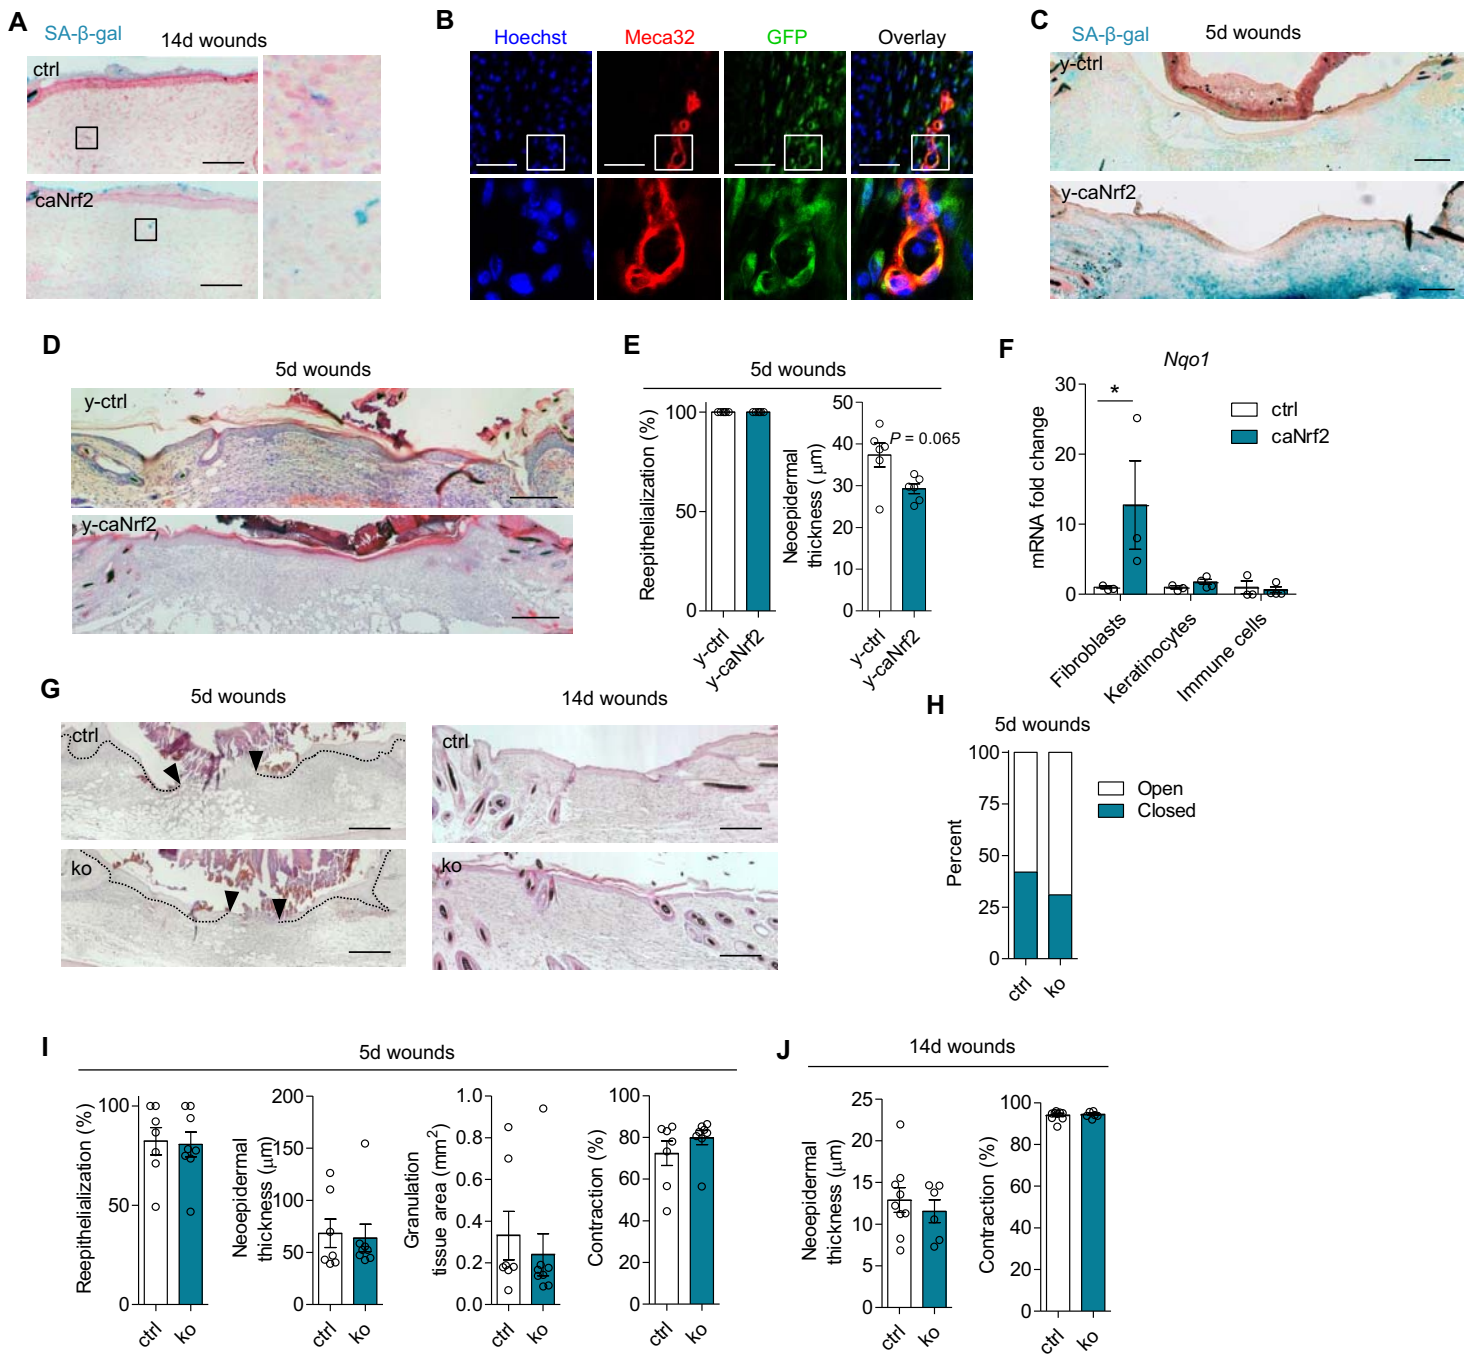 A
SA-β-gal
14d wounds
ctrl
caNrf2
B
Hoechst
Meca32
GFP
Overlay
C
SA-β-gal
5d wounds
y-ctrl
y-caNrf2
D
5d wounds
y-ctrl
y-caNrf2
E
5d wounds
Reepithelialization (%)
100
50
0
y-ctrl
y-caNrf2
Neoepidermal
thickness (μm)
50
40
30
20
10
0
P = 0.065
y-ctrl
y-caNrf2
F
Nqo1
mRNA fold change
30
20
10
0
*
ctrl
caNrf2
Fibroblasts
Keratinocytes
Immune cells
G
5d wounds
ctrl
ko
14d wounds
ctrl
ko
H
5d wounds
Percent
100
75
50
25
0
ctrl
ko
Open
Closed
I
5d wounds
Reepithelialization (%)
100
50
0
ctrl
ko
Neoepidermal
thickness (μm)
200
150
100
50
0
ctrl
ko
Granulation
tissue area (mm²)
1.0
0.8
0.6
0.4
0.2
0.0
ctrl
ko
Contraction (%)
100
80
60
40
20
0
ctrl
ko
J
14d wounds
Neoepidermal
thickness (μm)
25
20
15
10
5
0
ctrl
ko
Contraction (%)
100
80
60
40
20
0
ctrl
ko